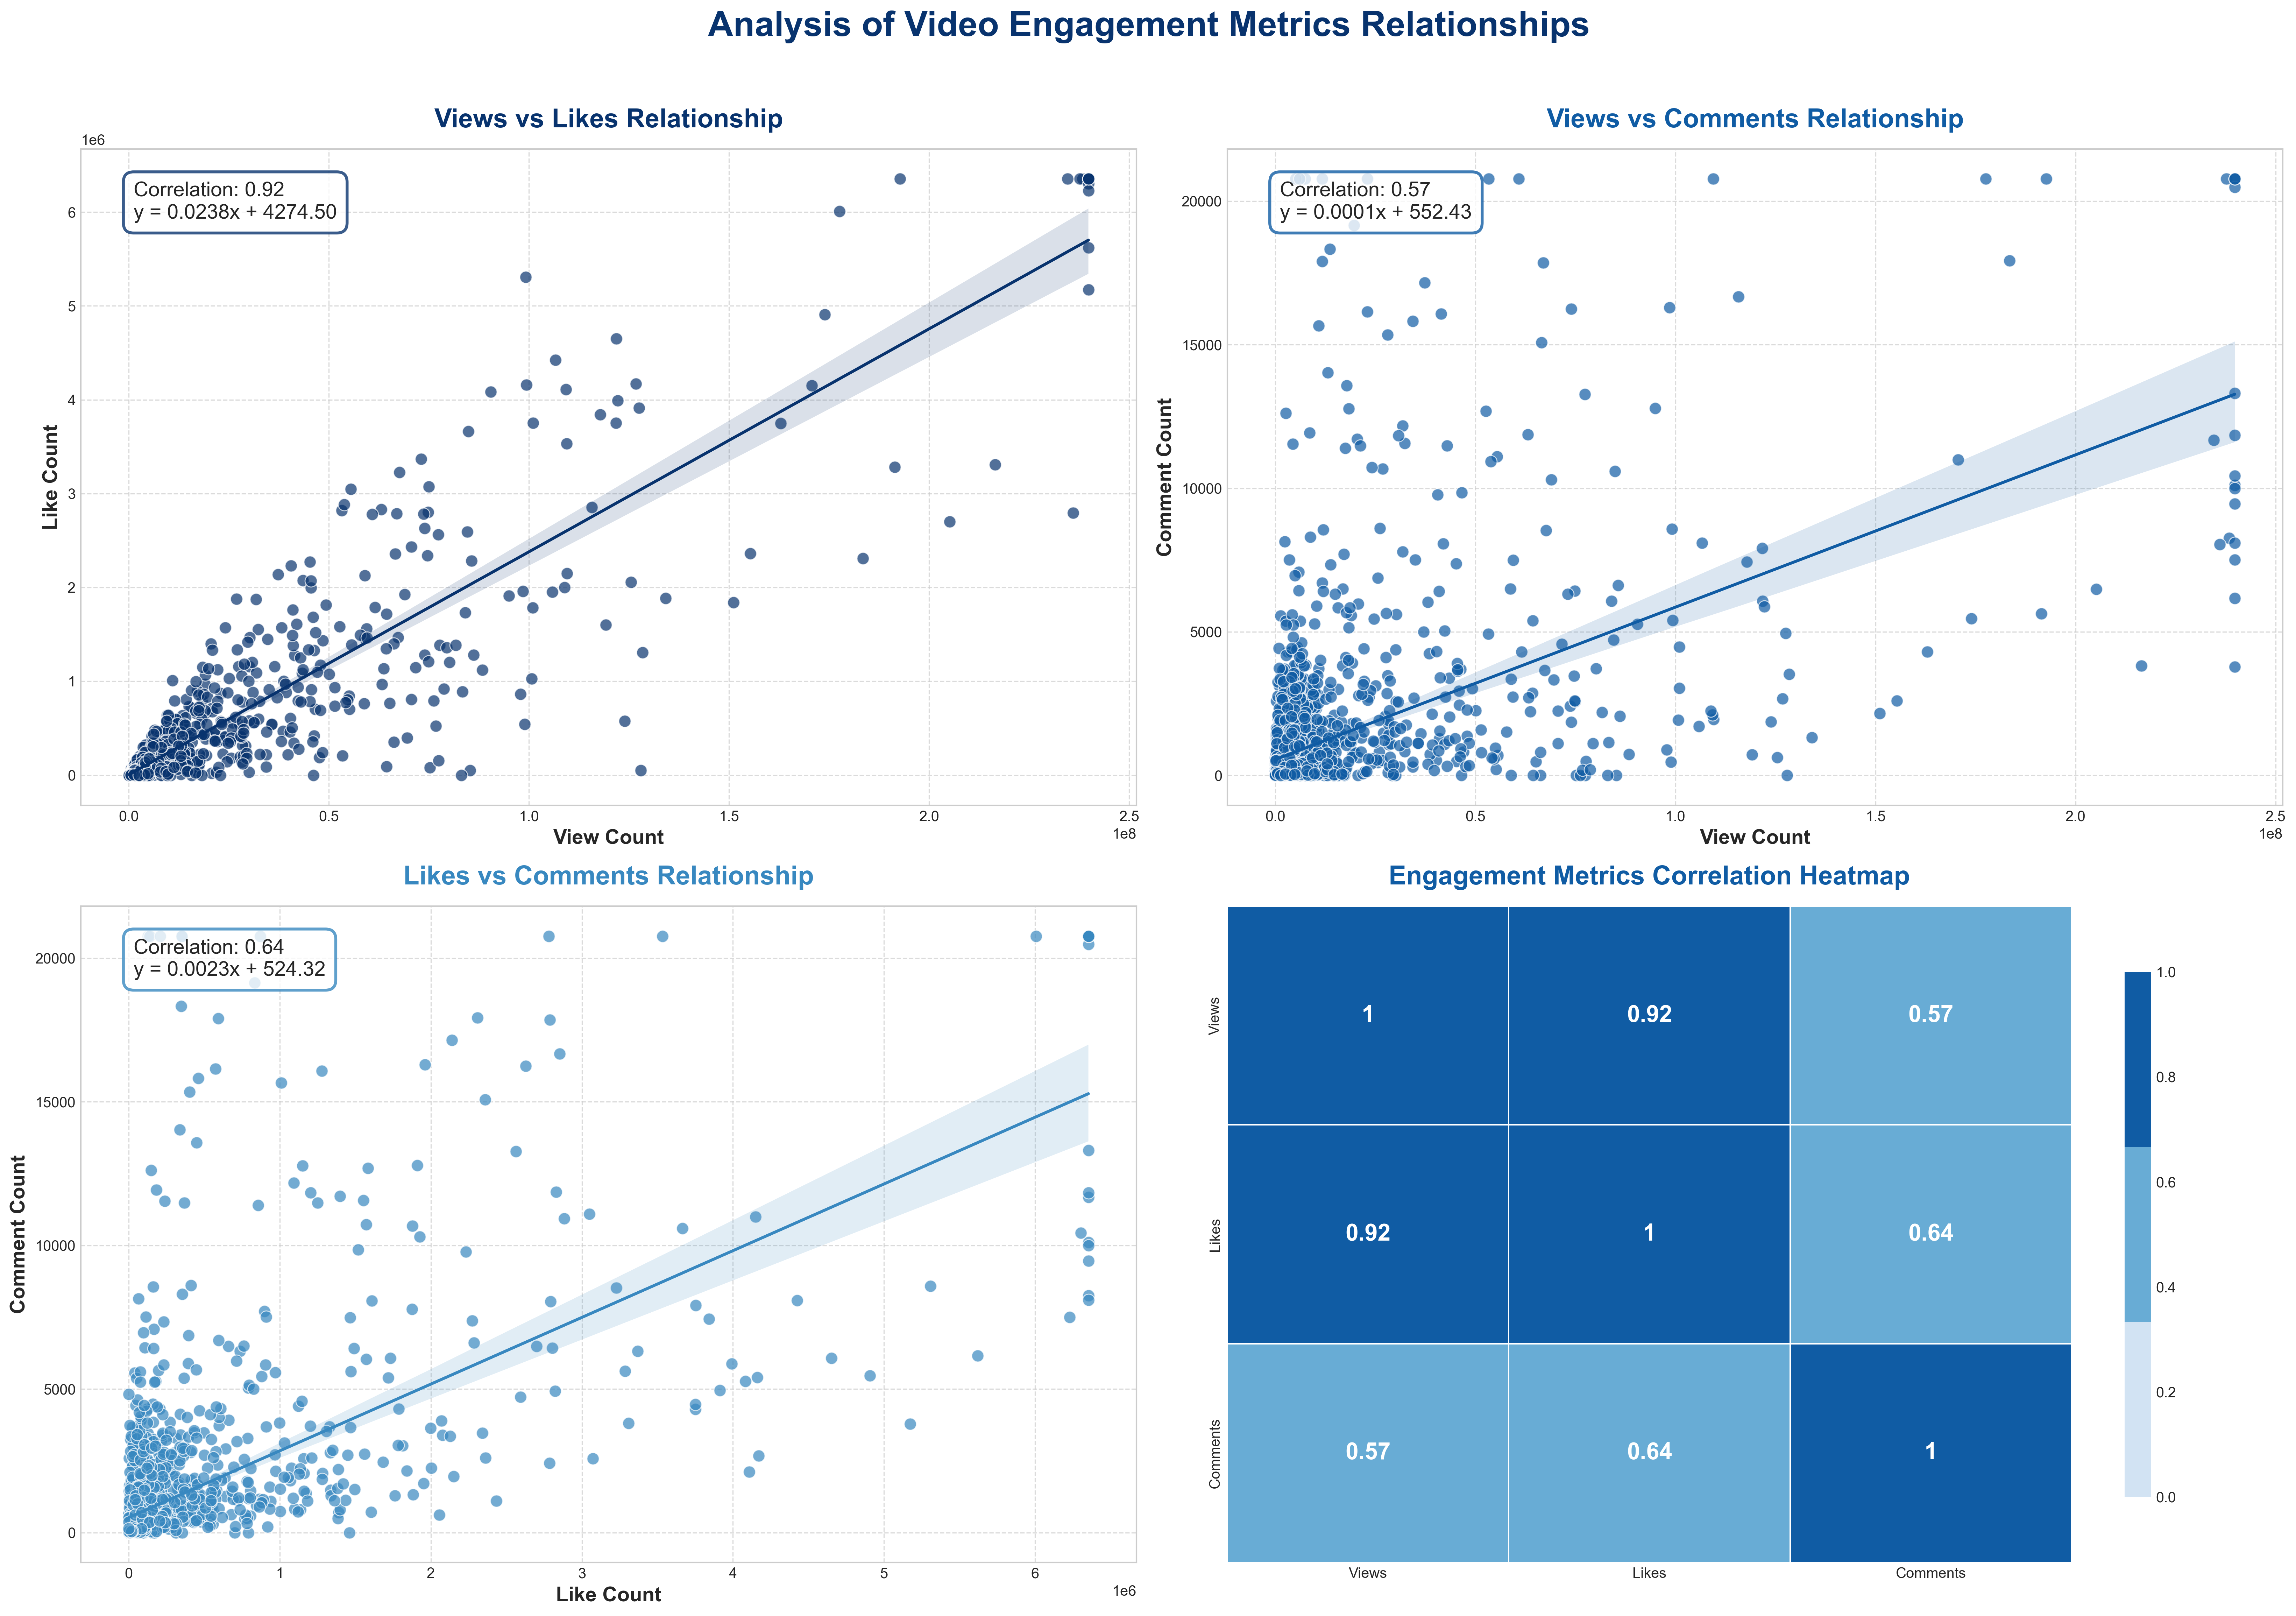 Analysis of Video Engagement Metrics Relationships
Views vs Likes Relationship
1e6
Correlation: 0.92
y = 0.0238x + 4274.50
Like Count
6
5
4
3
2
1
0
0.0 0.5 1.0 1.5 2.0 2.5
1e8
View Count
Views vs Comments Relationship
Correlation: 0.57
y = 0.0001x + 552.43
Comment Count
20000
15000
10000
5000
0
0.0 0.5 1.0 1.5 2.0 2.5
1e8
View Count
Likes vs Comments Relationship
Correlation: 0.64
y = 0.0023x + 524.32
Comment Count
20000
15000
10000
5000
0
0 1 2 3 4 5 6
1e6
Like Count
Engagement Metrics Correlation Heatmap
Views
1 0.92 0.57
Likes
0.92 1 0.64
Comments
0.57 0.64 1
Views Likes Comments
1.0
0.8
0.6
0.4
0.2
0.0